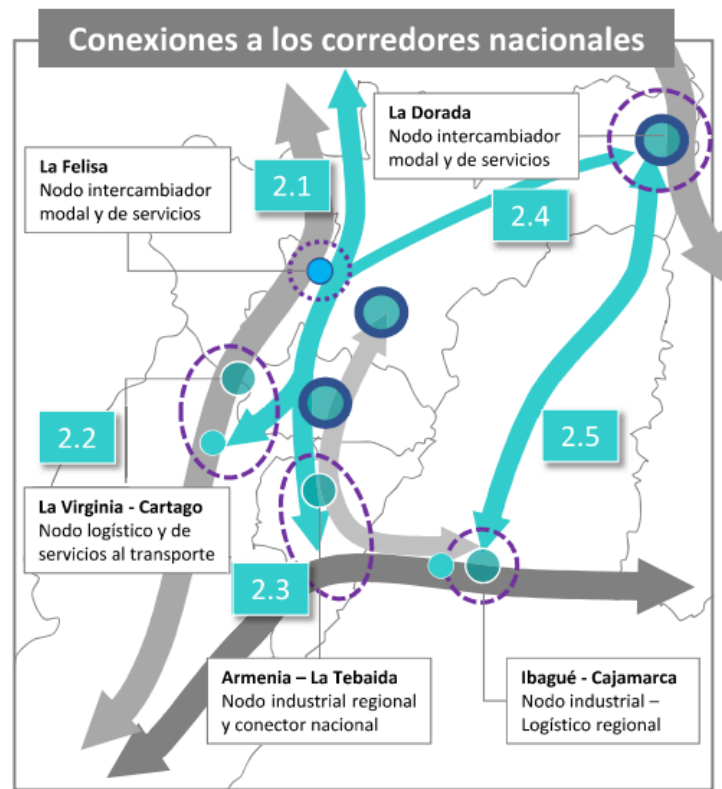 Conexiones a los corredores nacionales
La Dorada
Nodo intercambiador
modal y de servicios
La Felisa
Nodo intercambiador
modal y de servicios
2.1
2.4
2.2
2.5
La Virginia - Cartago
Nodo logístico y de
servicios al transporte
2.3
Armenia – La Tebaida
Nodo industrial regional
y conector nacional
Ibagué - Cajamarca
Nodo industrial –
Logístico regional